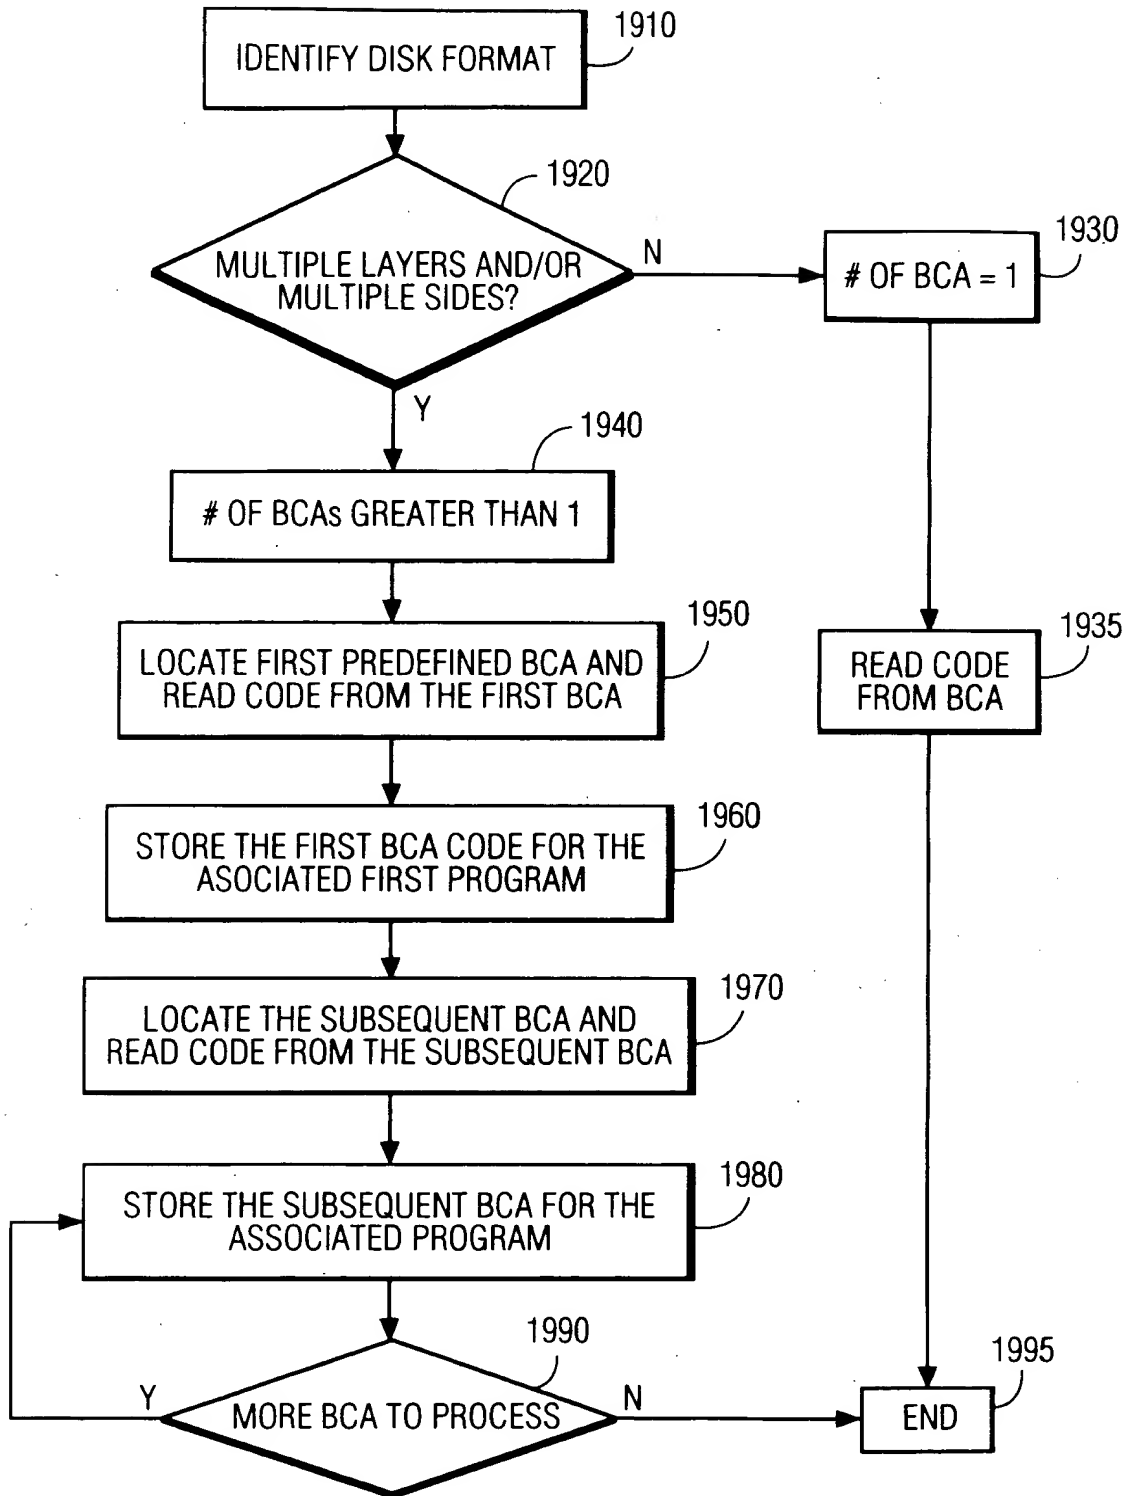 1910
IDENTIFY DISK FORMAT
1920
MULTIPLE LAYERS AND/OR
MULTIPLE SIDES?
N
1930
# OF BCA = 1
Y
1940
# OF BCAs GREATER THAN 1
1950
LOCATE FIRST PREDEFINED BCA AND
READ CODE FROM THE FIRST BCA
1935
READ CODE
FROM BCA
1960
STORE THE FIRST BCA CODE FOR THE
ASOCIATED FIRST PROGRAM
1970
LOCATE THE SUBSEQUENT BCA AND
READ CODE FROM THE SUBSEQUENT BCA
1980
STORE THE SUBSEQUENT BCA FOR THE
ASSOCIATED PROGRAM
1990
Y
MORE BCA TO PROCESS
N
1995
END